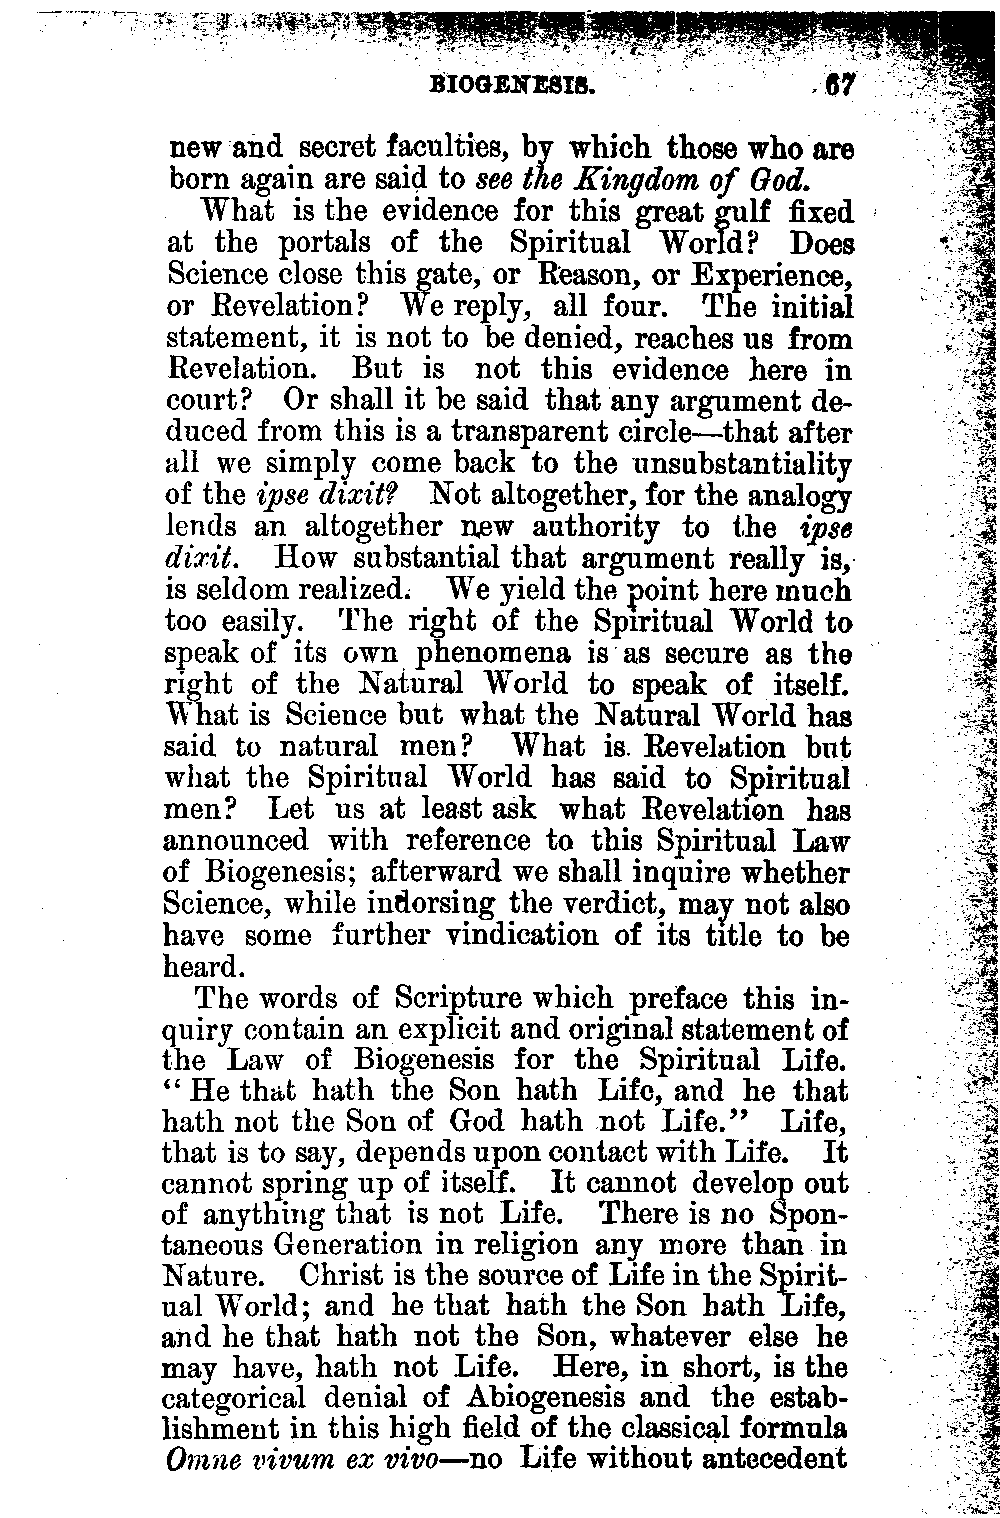 BIOGENESIS. 67
new and secret faculties, by which those who are
born again are said to see the Kingdom of God.
What is the evidence for this great gulf fixed
at the portals of the Spiritual World? Does
Science close this gate, or Reason, or Experience,
or Revelation? We reply, all four. The initial
statement, it is not to be denied, reaches us from
Revelation. But is not this evidence here in
court? Or shall it be said that any argument de-
duced from this is a transparent circle—that after
all we simply come back to the unsubstantiality
of the ipse dixit? Not altogether, for the analogy
lends an altogether new authority to the ipse
dixit. How substantial that argument really is,
is seldom realized. We yield the point here much
too easily. The right of the Spiritual World to
speak of its own phenomena is as secure as the
right of the Natural World to speak of itself.
What is Science but what the Natural World has
said to natural men? What is Revelation but
what the Spiritual World has said to Spiritual
men? Let us at least ask what Revelation has
announced with reference to this Spiritual Law
of Biogenesis; afterward we shall inquire whether
Science, while indorsing the verdict, may not also
have some further vindication of its title to be
heard.
The words of Scripture which preface this in-
quiry contain an explicit and original statement of
the Law of Biogenesis for the Spiritual Life.
"He that hath the Son hath Life, and he that
hath not the Son of God hath not Life." Life,
that is to say, depends upon contact with Life. It
cannot spring up of itself. It cannot develop out
of anything that is not Life. There is no Spon-
taneous Generation in religion any more than in
Nature. Christ is the source of Life in the Spirit-
ual World; and he that hath the Son hath Life,
and he that hath not the Son, whatever else he
may have, hath not Life. Here, in short, is the
categorical denial of Abiogenesis and the estab-
lishment in this high field of the classical formula
Omne vivum ex vivo—no Life without antecedent